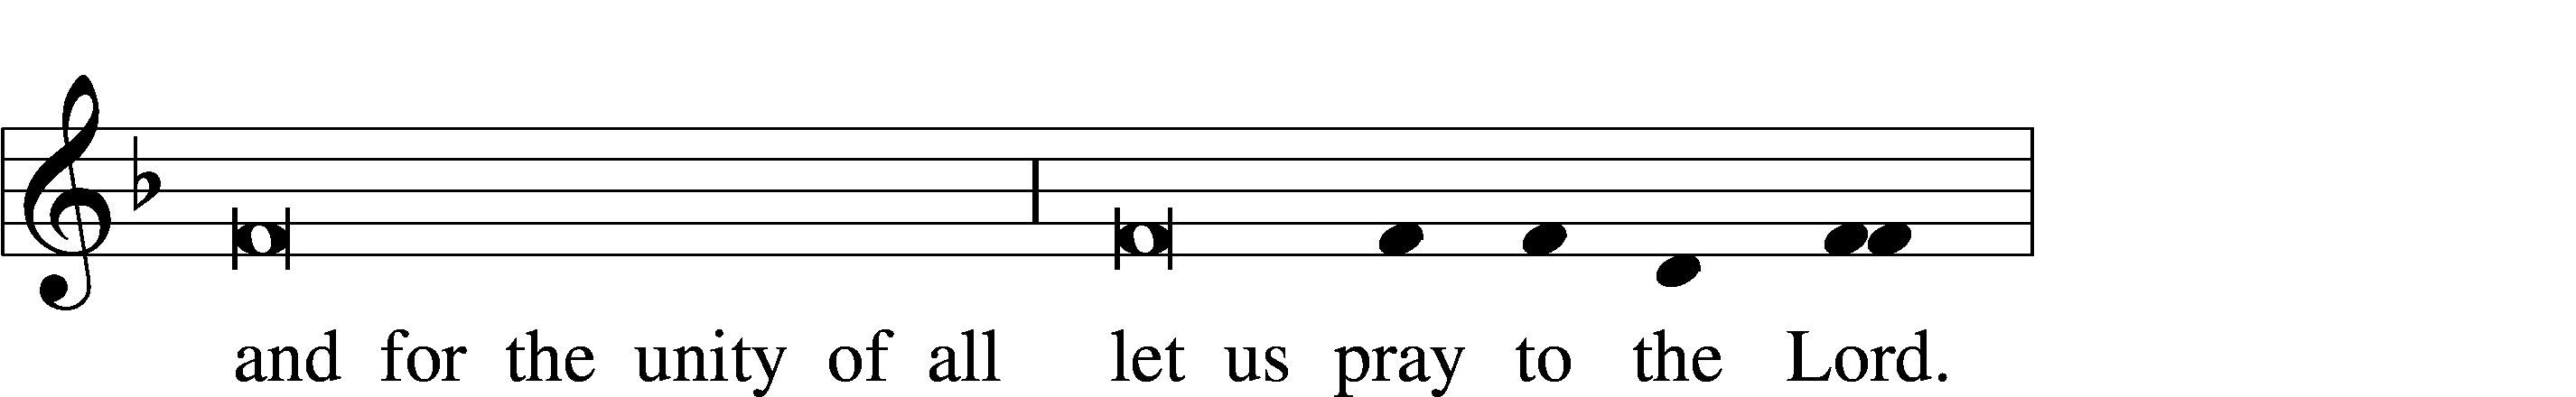 and for the unity of all let us pray to the Lord.